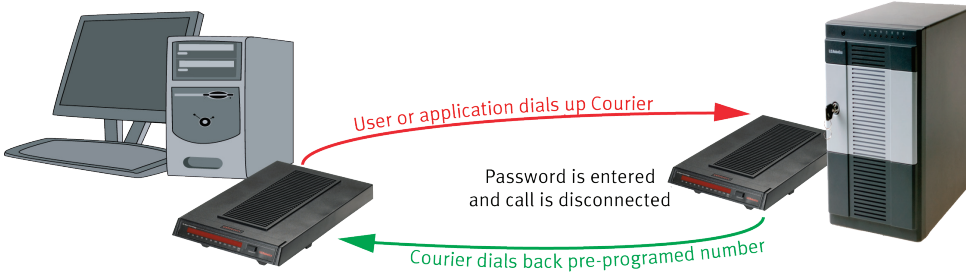 User or application dials up Courier
Password is entered
and call is disconnected
Courier dials back pre-programed number